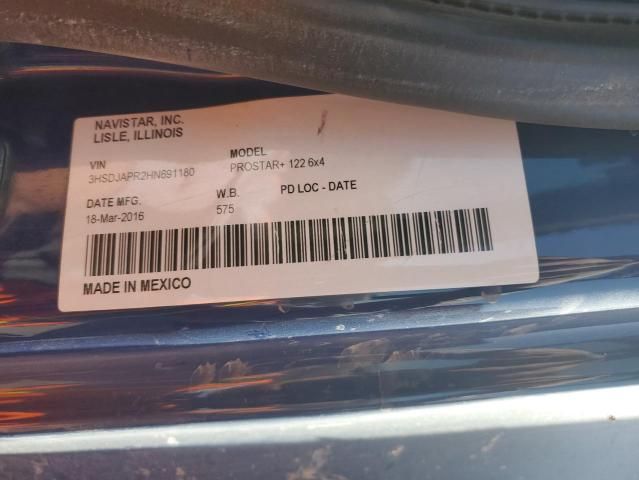 NAVISTAR, INC.
LISLE, ILLINOIS
VIN MODEL
3HSDJAPR2HN691180 PROSTAR+ 122 6x4
DATE MFG. W.B. PD LOC - DATE
18-Mar-2016 575
MADE IN MEXICO